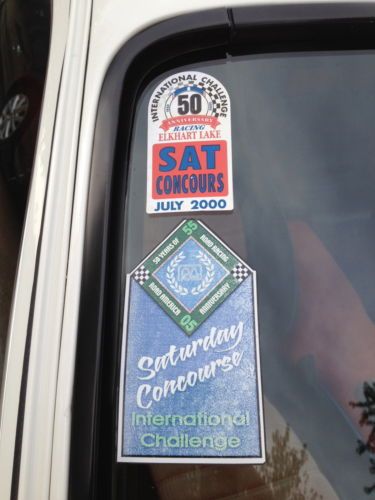 INTERNATIONAL CHALLENGE
50
ANNIVERSARY
RACING
ELKHART LAKE
SAT
CONCOURS
JULY 2000
50 YEARS OF
ROAD RACING
55
ROAD AMERICA
ANNIVERSARY
05
Saturday
Concourse
International
Challenge